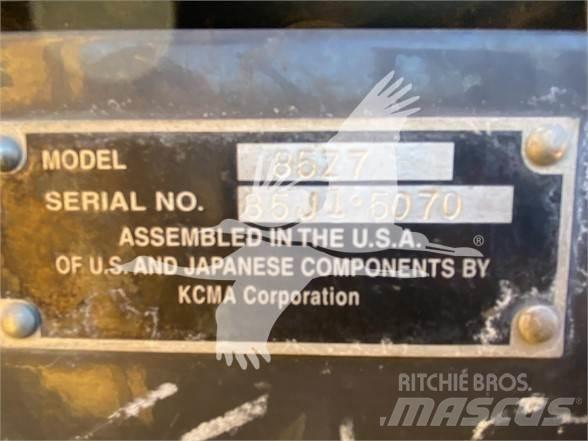 MODEL 85Z7
SERIAL NO. 85J1-5070
ASSEMBLED IN THE U.S.A.
OF U.S. AND JAPANESE COMPONENTS BY
KCMA Corporation
®
RITCHIE BROS.
MASCUS